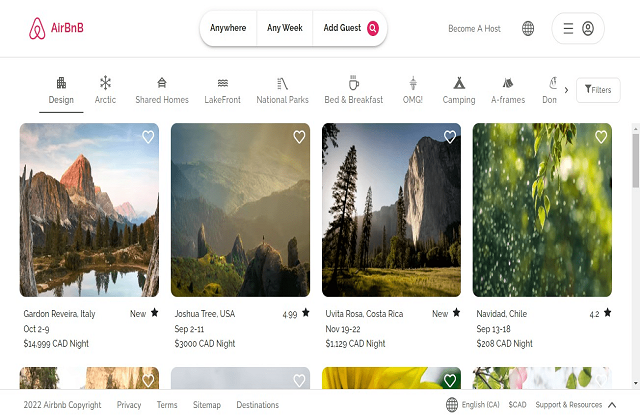 AirBnB
Anywhere Any Week Add Guest
Become A Host
Design Arctic Shared Homes LakeFront National Parks Bed & Breakfast OMG! Camping A-frames Don
Filters
Gardon Reveira, Italy New
Oct 2-9
$14,999 CAD Night
Joshua Tree, USA 4.99
Sep 2-11
$3000 CAD Night
Uvita Rosa, Costa Rica New
Nov 19-22
$1,129 CAD Night
Navidad, Chile 4.2
Sep 13-18
$208 CAD Night
2022 Airbnb Copyright Privacy Terms Sitemap Destinations English (CA) $CAD Support & Resources